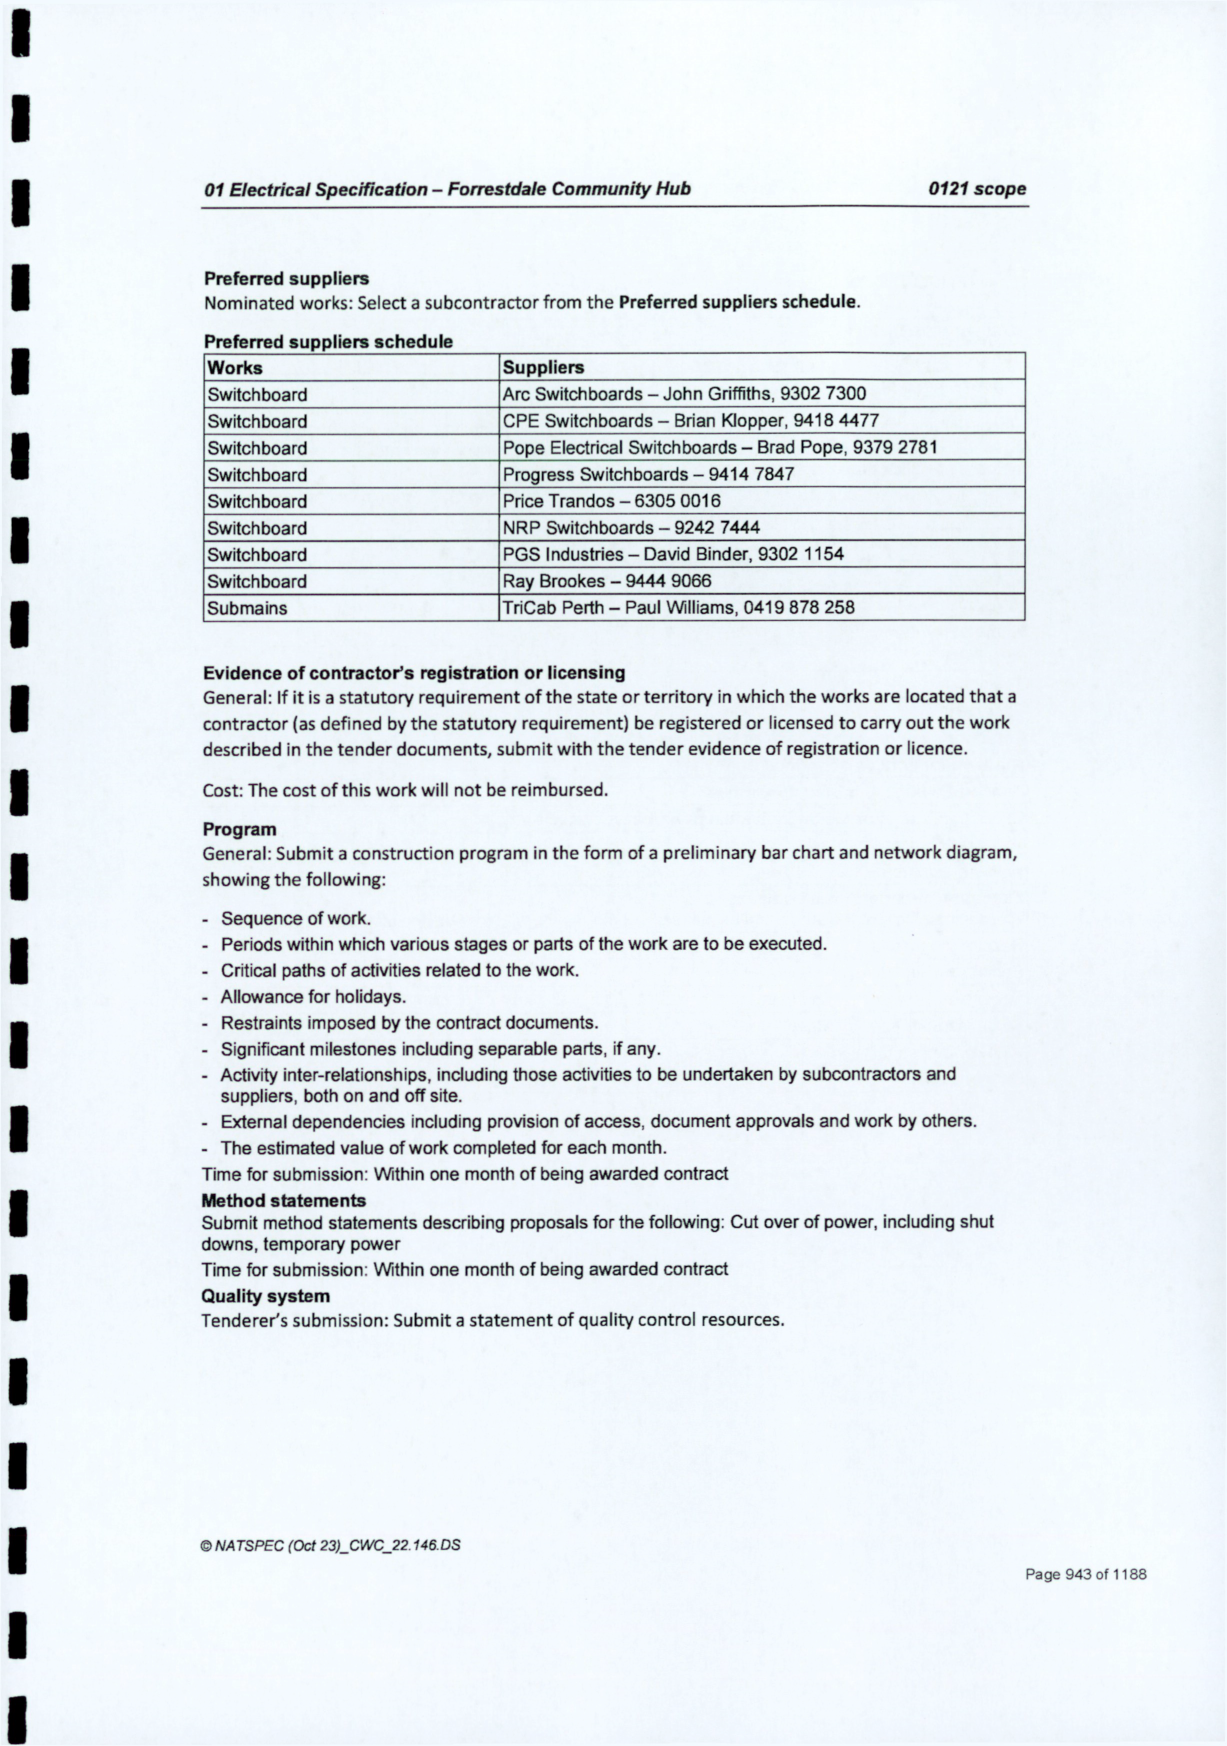 01 Electrical Specification – Forrestdale Community Hub 0121 scope
Preferred suppliers
Nominated works: Select a subcontractor from the Preferred suppliers schedule.
Preferred suppliers schedule
Works Suppliers
Switchboard Arc Switchboards – John Griffiths, 9302 7300
Switchboard CPE Switchboards – Brian Klopper, 9418 4477
Switchboard Pope Electrical Switchboards – Brad Pope, 9379 2781
Switchboard Progress Switchboards – 9414 7847
Switchboard Price Trandos – 6305 0016
Switchboard NRP Switchboards – 9242 7444
Switchboard PGS Industries – David Binder, 9302 1154
Switchboard Ray Brookes – 9444 9066
Submains TriCab Perth – Paul Williams, 0419 878 258
Evidence of contractor's registration or licensing
General: If it is a statutory requirement of the state or territory in which the works are located that a
contractor (as defined by the statutory requirement) be registered or licensed to carry out the work
described in the tender documents, submit with the tender evidence of registration or licence.
Cost: The cost of this work will not be reimbursed.
Program
General: Submit a construction program in the form of a preliminary bar chart and network diagram,
showing the following:
- Sequence of work.
- Periods within which various stages or parts of the work are to be executed.
- Critical paths of activities related to the work.
- Allowance for holidays.
- Restraints imposed by the contract documents.
- Significant milestones including separable parts, if any.
- Activity inter-relationships, including those activities to be undertaken by subcontractors and
suppliers, both on and off site.
- External dependencies including provision of access, document approvals and work by others.
- The estimated value of work completed for each month.
Time for submission: Within one month of being awarded contract
Method statements
Submit method statements describing proposals for the following: Cut over of power, including shut
downs, temporary power
Time for submission: Within one month of being awarded contract
Quality system
Tenderer's submission: Submit a statement of quality control resources.
© NATSPEC (Oct 23)_CWC_22.146.DS
Page 943 of 1188